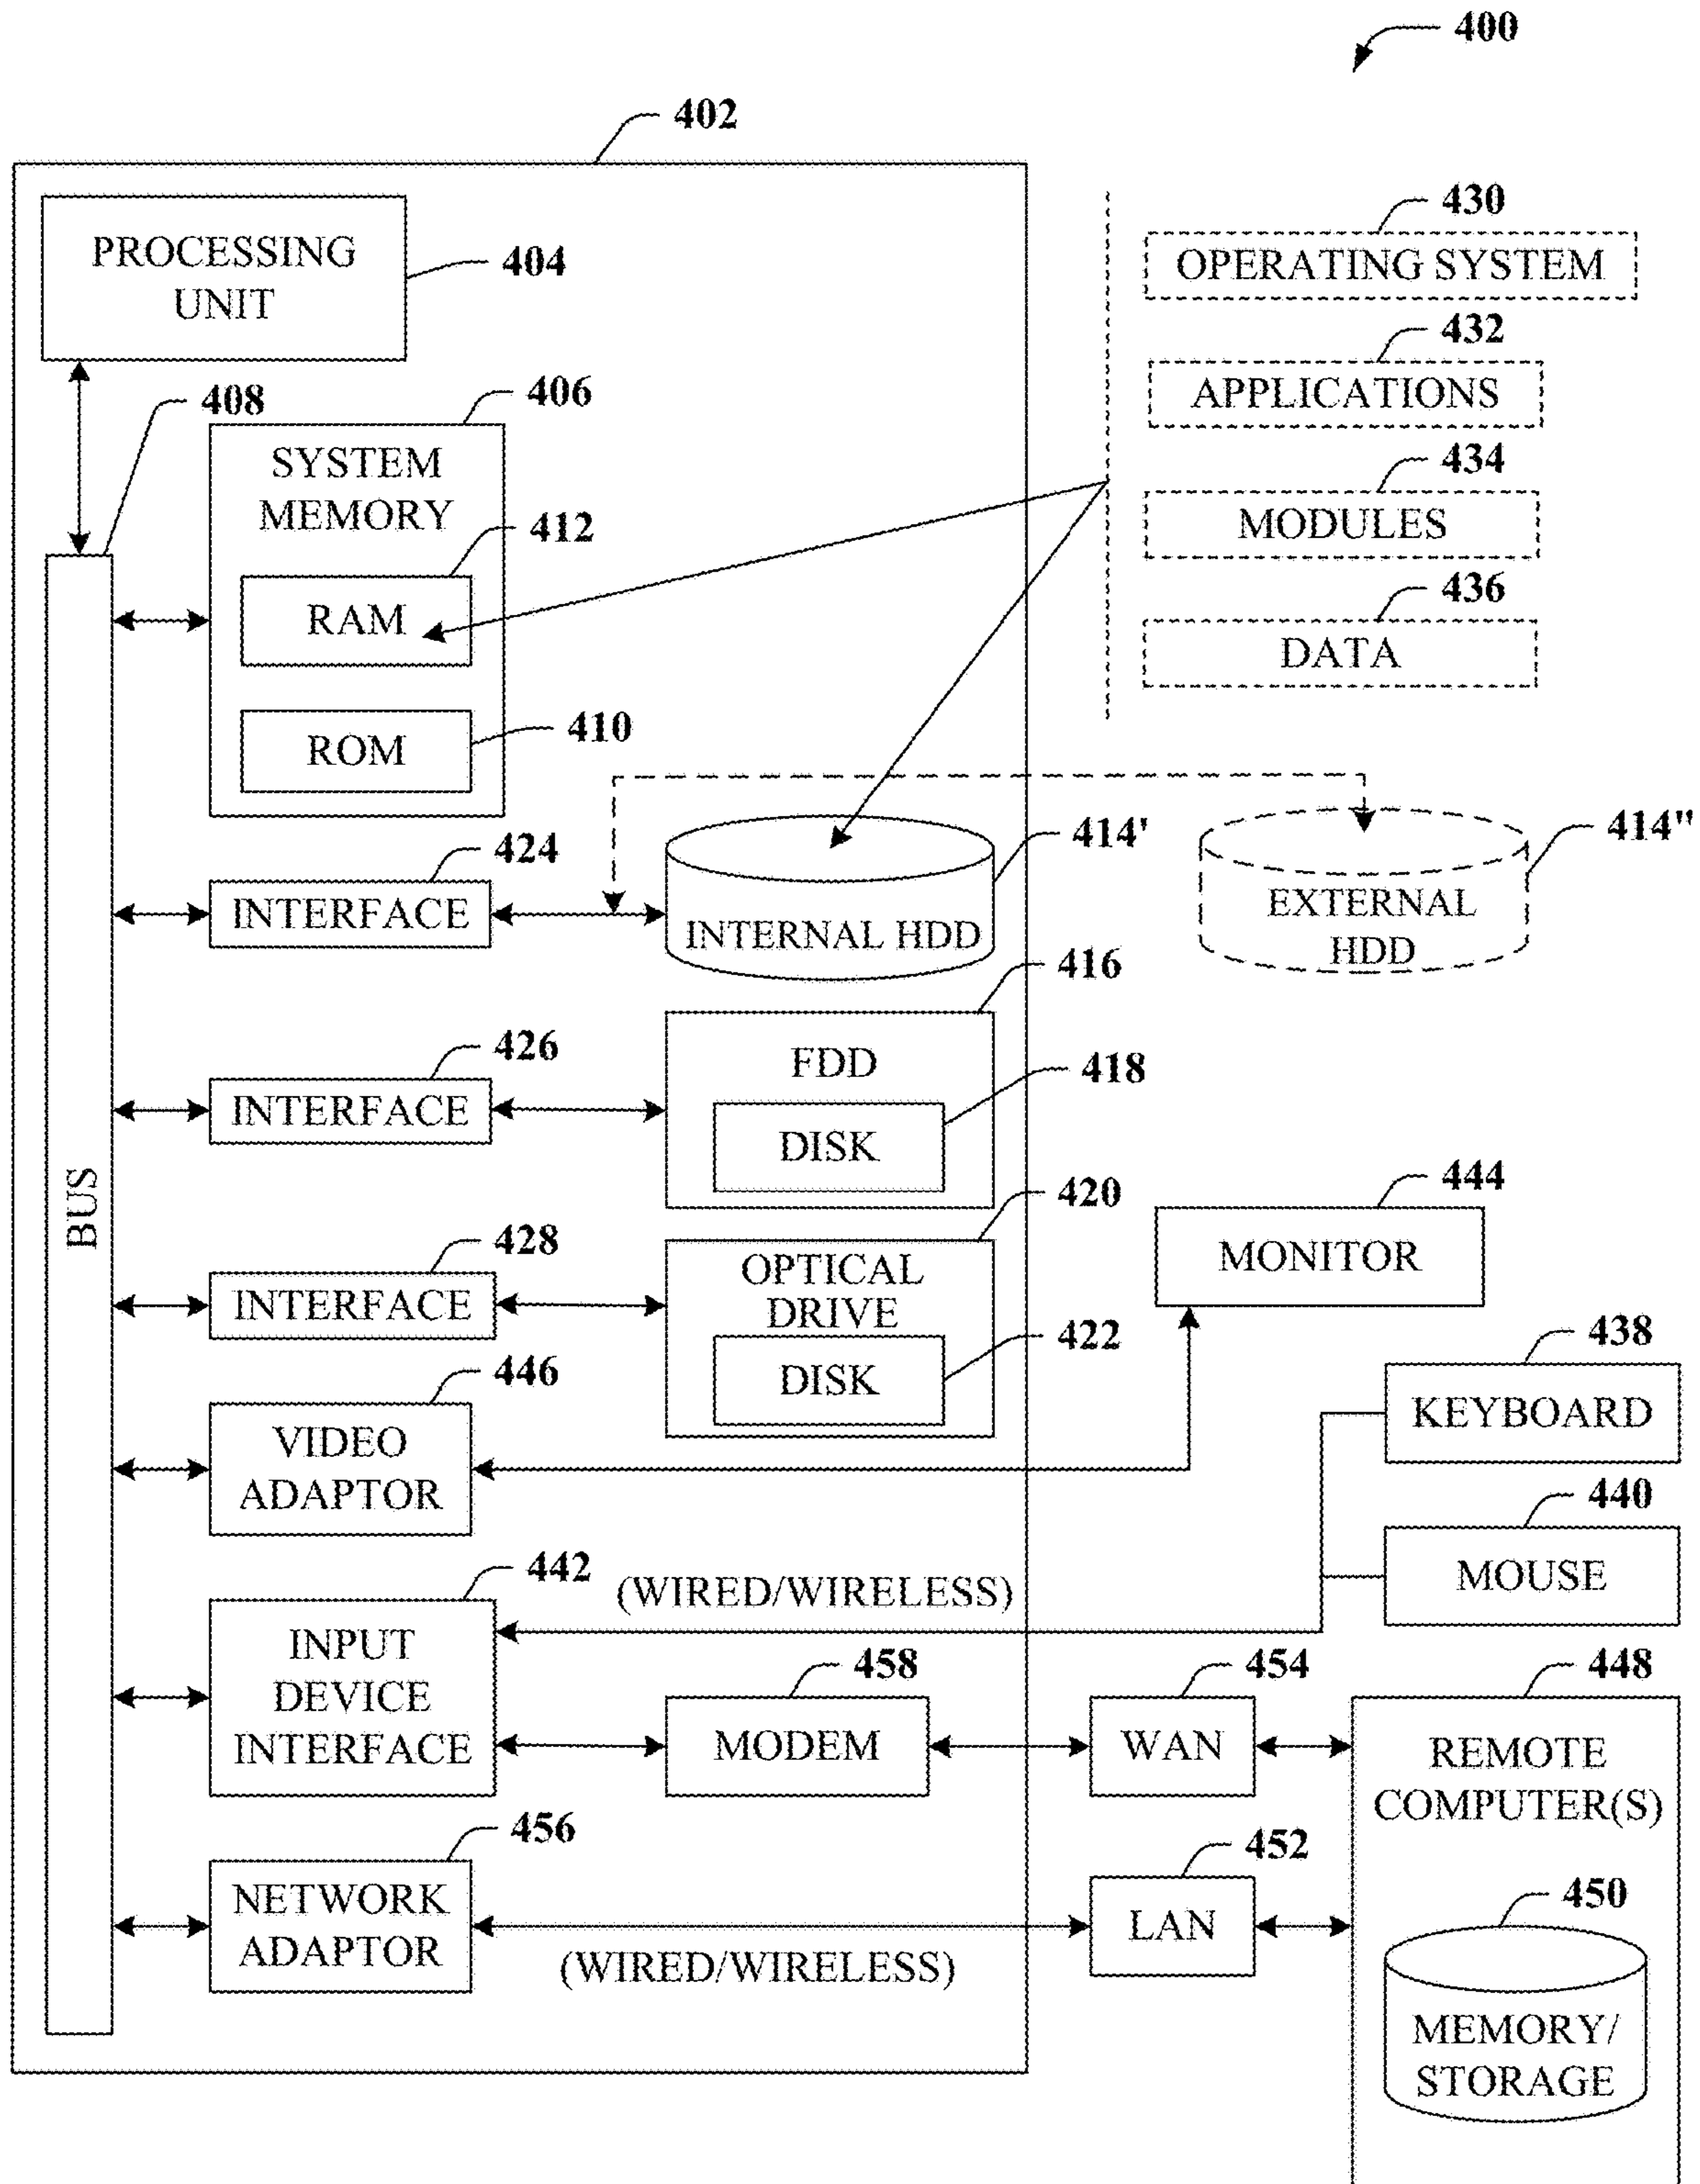 400
402
PROCESSING
UNIT
404
430
OPERATING SYSTEM
432
APPLICATIONS
434
MODULES
436
DATA
408
406
SYSTEM
MEMORY
412
RAM
410
ROM
424
INTERFACE
414'
INTERNAL HDD
414"
EXTERNAL
HDD
426
INTERFACE
416
FDD
418
DISK
BUS
428
INTERFACE
420
OPTICAL
DRIVE
422
DISK
444
MONITOR
446
VIDEO
ADAPTOR
438
KEYBOARD
440
MOUSE
442
INPUT
DEVICE
INTERFACE
(WIRED/WIRELESS)
458
MODEM
454
WAN
448
REMOTE
COMPUTER(S)
456
NETWORK
ADAPTOR
(WIRED/WIRELESS)
452
LAN
450
MEMORY/
STORAGE